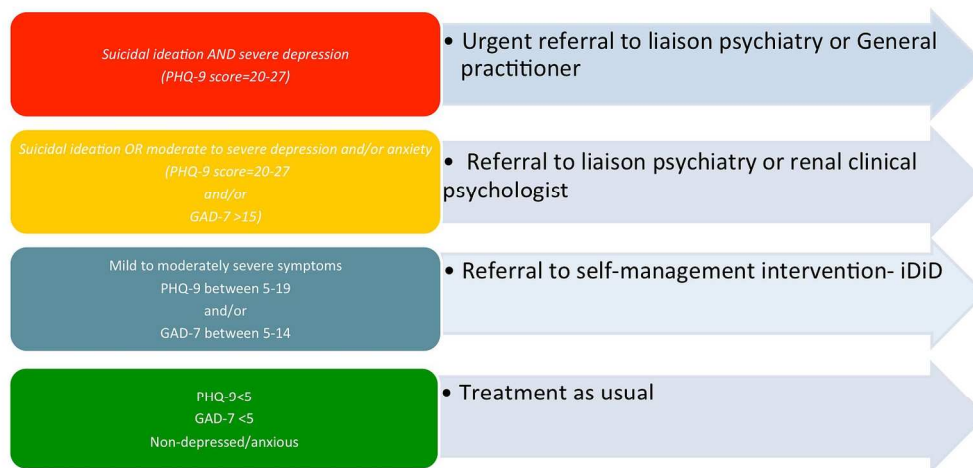 Suicidal ideation AND severe depression
(PHQ-9 score=20-27)
• Urgent referral to liaison psychiatry or General
practitioner
Suicidal ideation OR moderate to severe depression and/or anxiety
(PHQ-9 score=20-27
and/or
GAD-7 >15)
• Referral to liaison psychiatry or renal clinical
psychologist
Mild to moderately severe symptoms
PHQ-9 between 5-19
and/or
GAD-7 between 5-14
• Referral to self-management intervention- iDiD
PHQ-9<5
GAD-7 <5
Non-depressed/anxious
• Treatment as usual